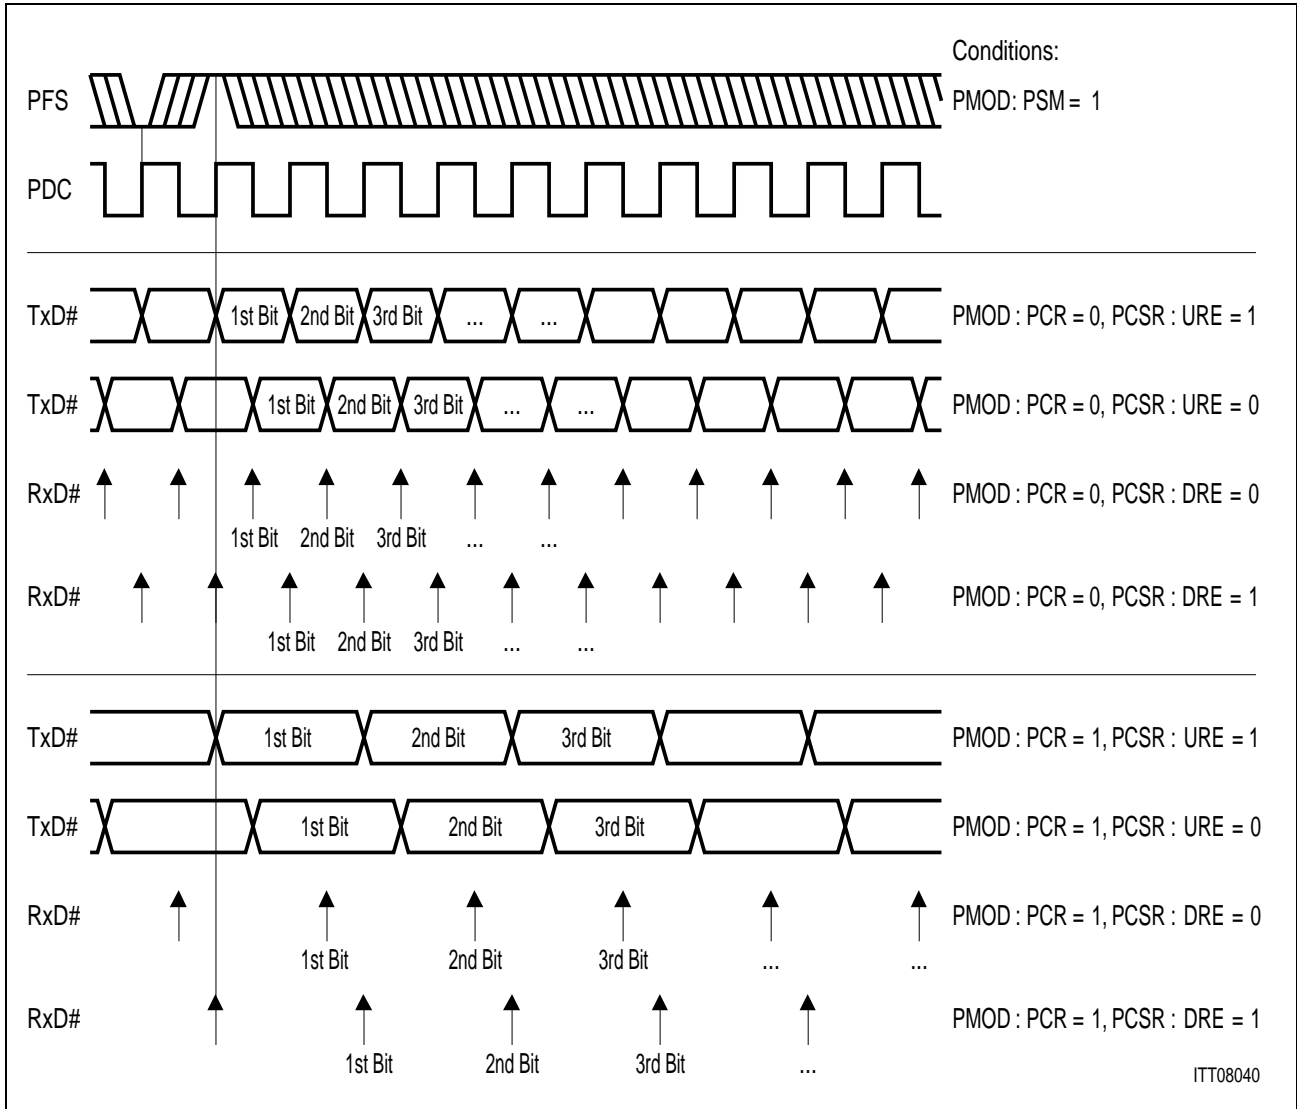 Conditions:
PFS
PMOD: PSM = 1
PDC
TxD# 1st Bit 2nd Bit 3rd Bit ... ... PMOD : PCR = 0, PCSR : URE = 1
TxD# 1st Bit 2nd Bit 3rd Bit ... ... PMOD : PCR = 0, PCSR : URE = 0
RxD# PMOD : PCR = 0, PCSR : DRE = 0
1st Bit 2nd Bit 3rd Bit ... ...
RxD# PMOD : PCR = 0, PCSR : DRE = 1
1st Bit 2nd Bit 3rd Bit ... ...
TxD# 1st Bit 2nd Bit 3rd Bit PMOD : PCR = 1, PCSR : URE = 1
TxD# 1st Bit 2nd Bit 3rd Bit PMOD : PCR = 1, PCSR : URE = 0
RxD# PMOD : PCR = 1, PCSR : DRE = 0
1st Bit 2nd Bit 3rd Bit ... ...
RxD# PMOD : PCR = 1, PCSR : DRE = 1
1st Bit 2nd Bit 3rd Bit ...
ITT08040